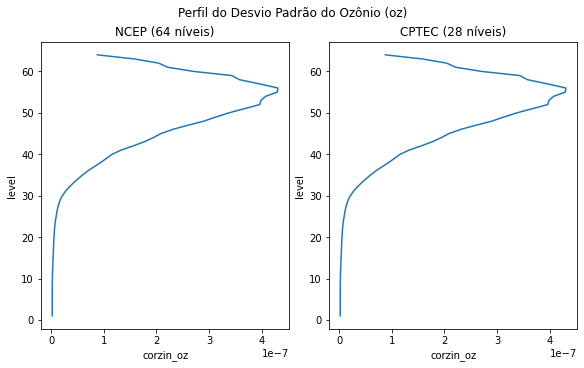 Perfil do Desvio Padrão do Ozônio (oz)
NCEP (64 níveis)
60
50
40
30
20
10
0
level
0 1 2 3 4
1e−7
corzin_oz
CPTEC (28 níveis)
60
50
40
30
20
10
0
level
0 1 2 3 4
1e−7
corzin_oz